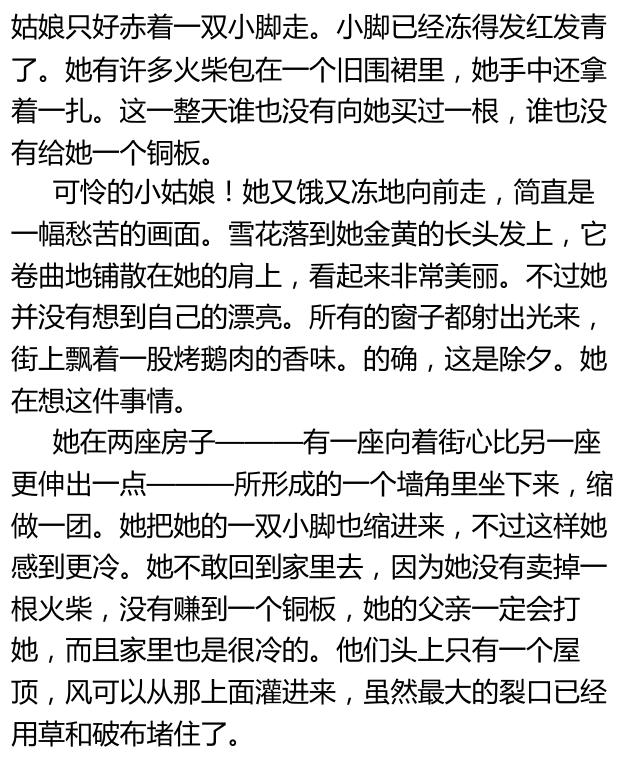 姑娘只好赤着一双小脚走。小脚已经冻得发红发青
了。她有许多火柴包在一个旧围裙里，她手中还拿
着一扎。这一整天谁也没有向她买过一根，谁也没
有给她一个铜板。
可怜的小姑娘！她又饿又冻地向前走，简直是
一幅愁苦的画面。雪花落到她金黄的长头发上，它
卷曲地铺散在她的肩上，看起来非常美丽。不过她
并没有想到自己的漂亮。所有的窗子都射出光来，
街上飘着一股烤鹅肉的香味。的确，这是除夕。她
在想这件事情。
她在两座房子————有一座向着街心比另一座
更伸出一点————所形成的一个墙角里坐下来，缩
做一团。她把她的一双小脚也缩进来，不过这样她
感到更冷。她不敢回到家里去，因为她没有卖掉一
根火柴，没有赚到一个铜板，她的父亲一定会打
她，而且家里也是很冷的。他们头上只有一个屋
顶，风可以从那上面灌进来，虽然最大的裂口已经
用草和破布堵住了。